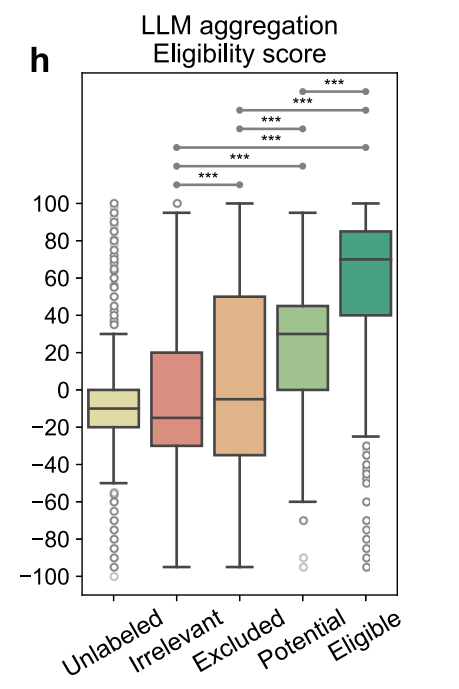 h
LLM aggregation
Eligibility score
***
***
***
***
***
***
100
80
60
40
20
0
−20
−40
−60
−80
−100
Unlabeled
Irrelevant
Excluded
Potential
Eligible